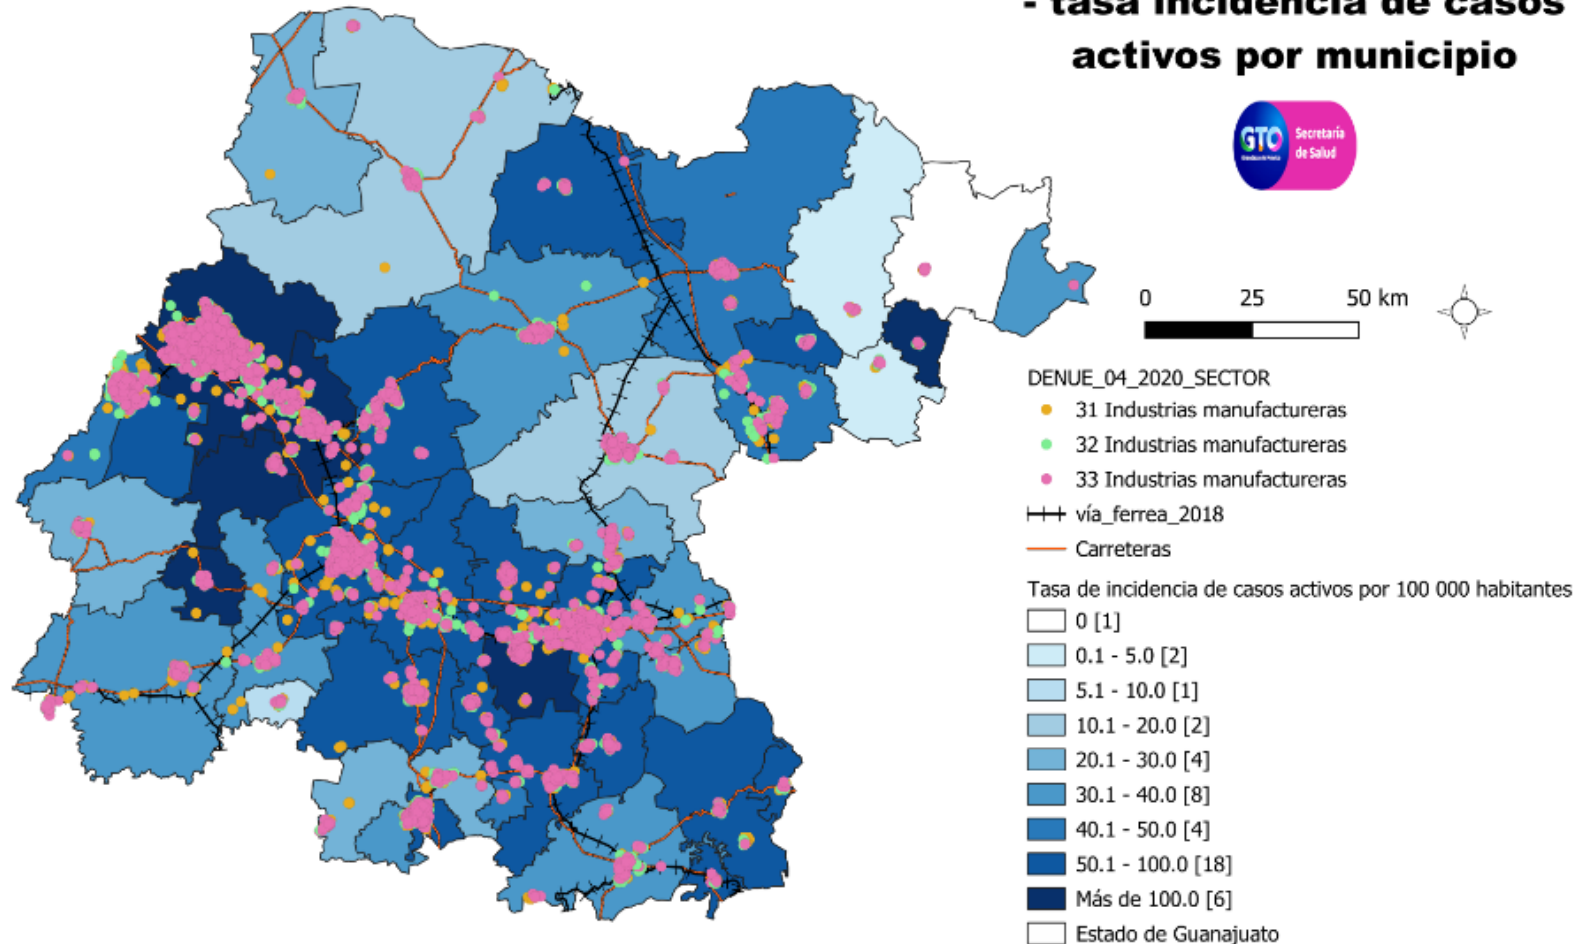 - tasa incidencia de casos
activos por municipio
GTO
Secretaría
de Salud
0 25 50 km
DENUE_04_2020_SECTOR
31 Industrias manufactureras
32 Industrias manufactureras
33 Industrias manufactureras
vía_ferrea_2018
Carreteras
Tasa de incidencia de casos activos por 100 000 habitantes
0 [1]
0.1 - 5.0 [2]
5.1 - 10.0 [1]
10.1 - 20.0 [2]
20.1 - 30.0 [4]
30.1 - 40.0 [8]
40.1 - 50.0 [4]
50.1 - 100.0 [18]
Más de 100.0 [6]
Estado de Guanajuato